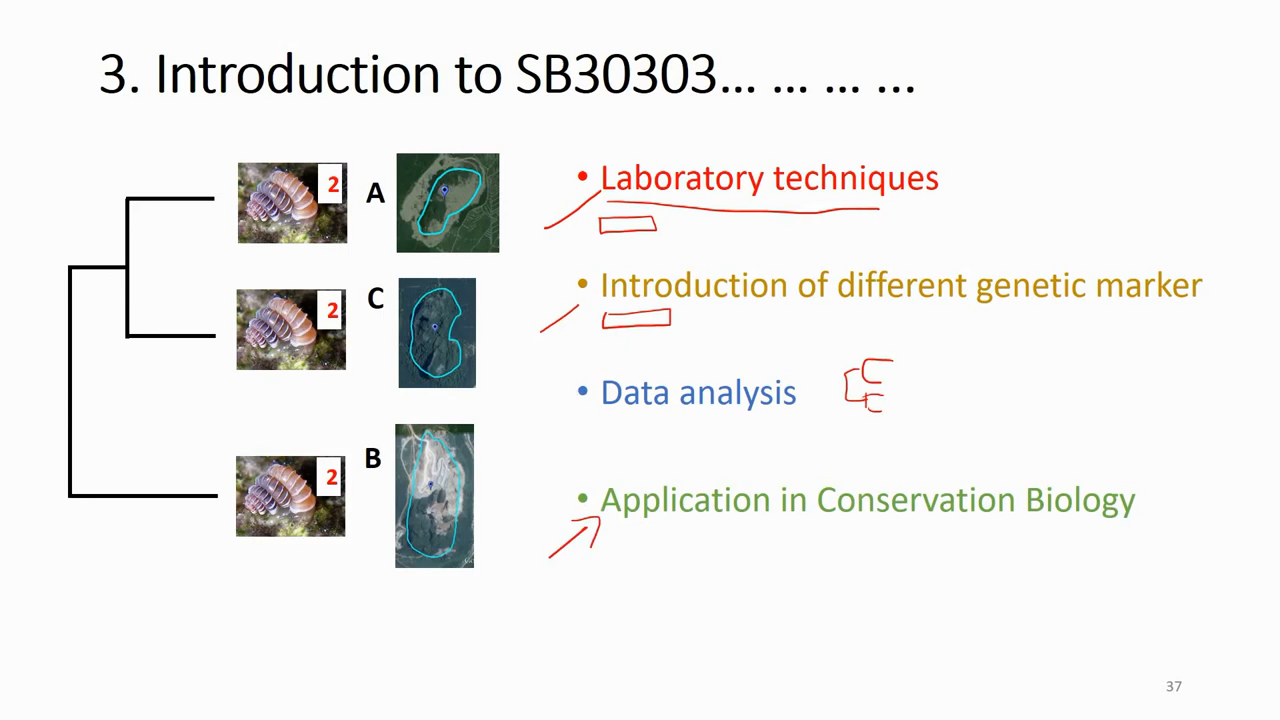 3. Introduction to SB30303… … … …
2 A
• Laboratory techniques
2 C
• Introduction of different genetic marker
• Data analysis
2 B
• Application in Conservation Biology
37